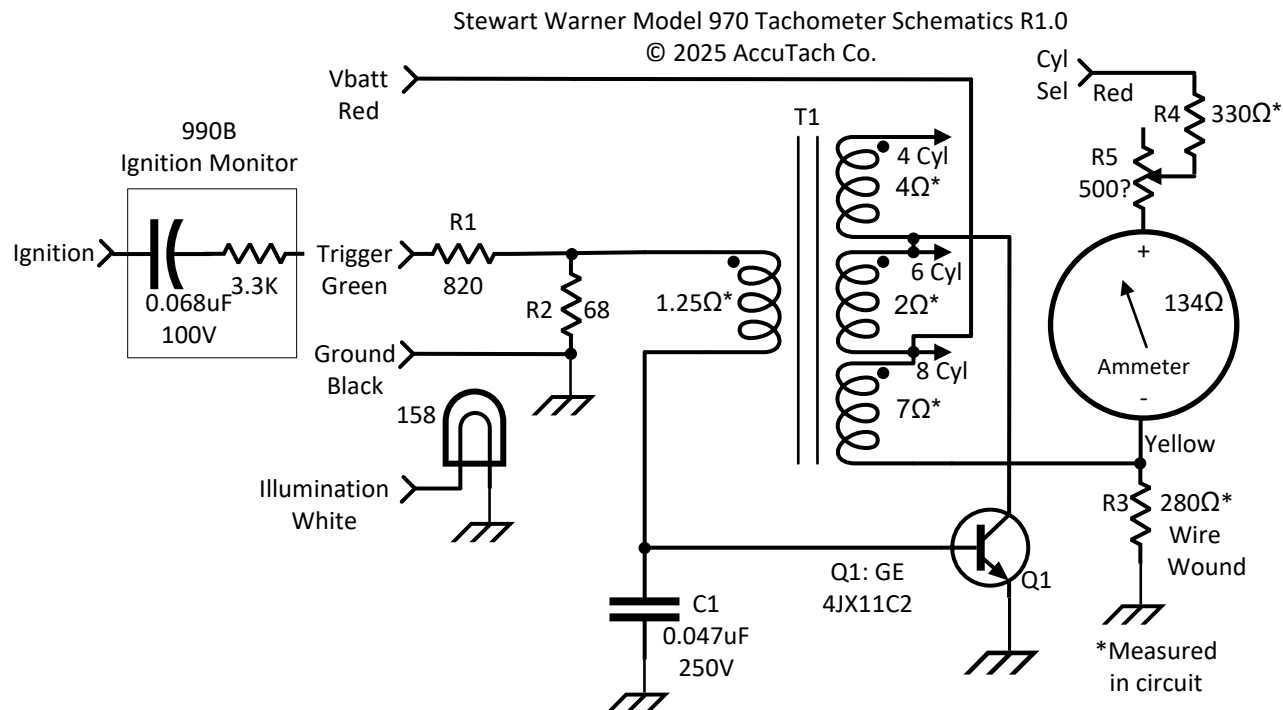 Stewart Warner Model 970 Tachometer Schematics R1.0
© 2025 AccuTach Co.
Vbatt
Red
Cyl
Sel
Red
R4
330Ω*
990B
Ignition Monitor
T1
4 Cyl
4Ω*
R5
500?
Ignition
0.068uF
100V
3.3K
Trigger
Green
R1
820
R2
68
1.25Ω*
6 Cyl
2Ω*
+
134Ω
Ammeter
-
Ground
Black
8 Cyl
7Ω*
158
Illumination
White
Yellow
R3
280Ω*
Wire
Wound
Q1: GE
4JX11C2
Q1
C1
0.047uF
250V
*Measured
in circuit